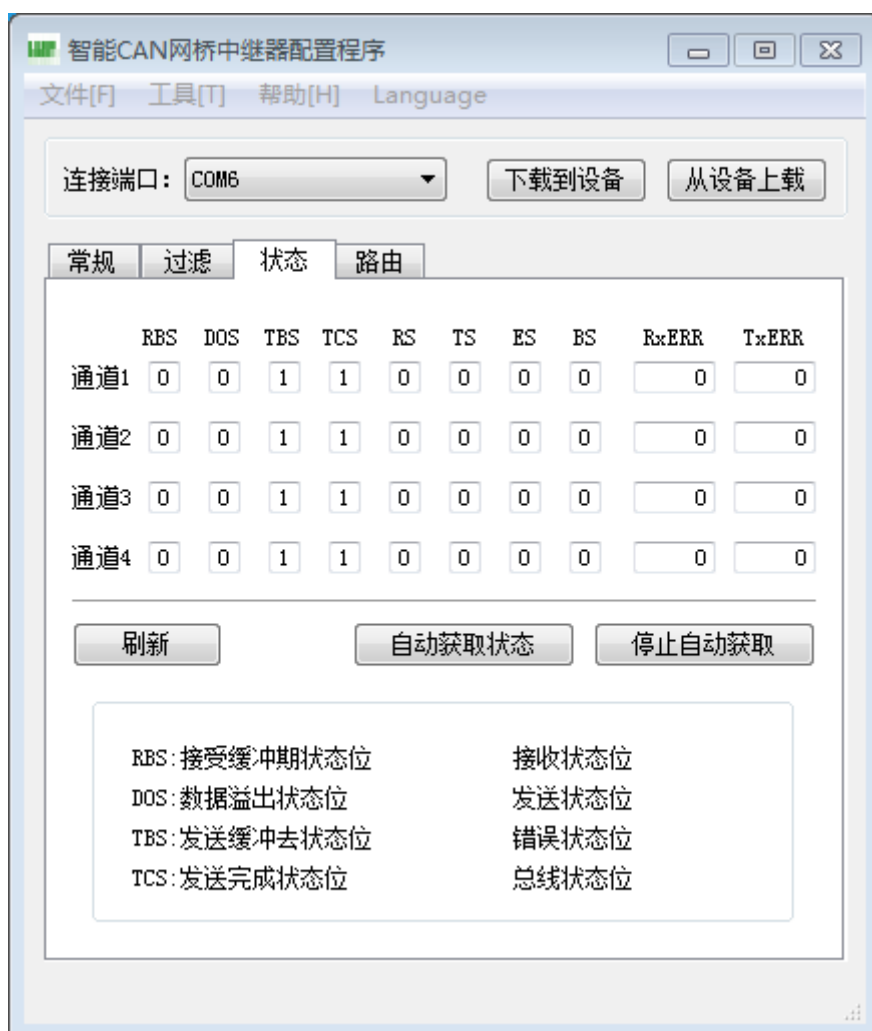 智能CAN网桥中继器配置程序
文件[F] 工具[T] 帮助[H] Language
连接端口: COM6 下载到设备 从设备上载
常规 过滤 状态 路由
RBS DOS TBS TCS RS TS ES BS RxERR TxERR
通道1 0 0 1 1 0 0 0 0 0 0
通道2 0 0 1 1 0 0 0 0 0 0
通道3 0 0 1 1 0 0 0 0 0 0
通道4 0 0 1 1 0 0 0 0 0 0
刷新 自动获取状态 停止自动获取
RBS:接受缓冲期状态位 接收状态位
DOS:数据溢出状态位 发送状态位
TBS:发送缓冲去状态位 错误状态位
TCS:发送完成状态位 总线状态位